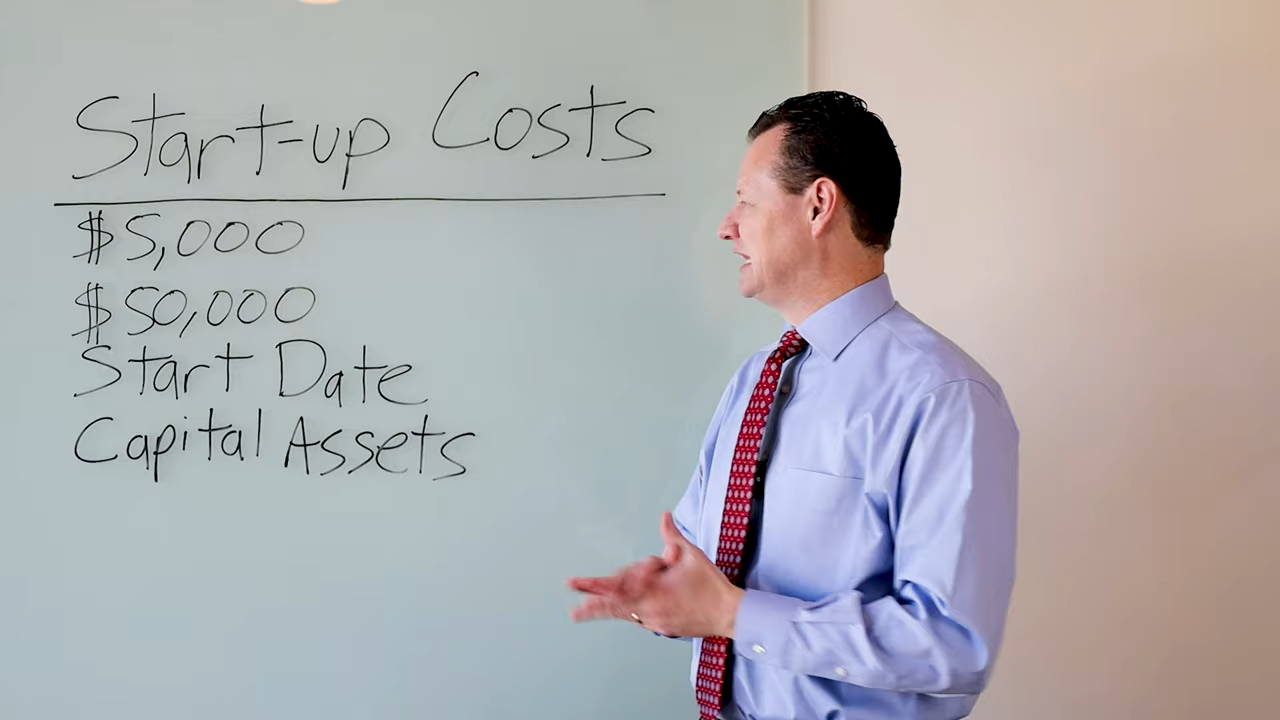 Start-up Costs
$5,000
$50,000
Start Date
Capital Assets